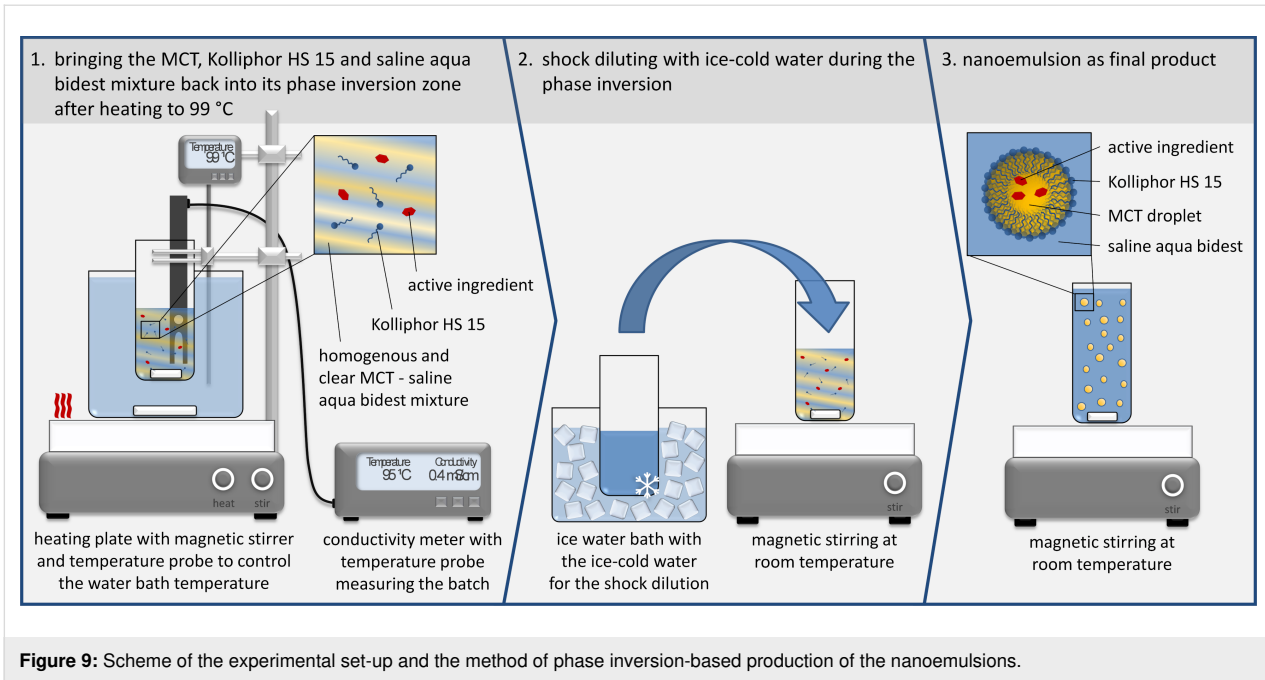 1. bringing the MCT, Kolliphor HS 15 and saline aqua
bidest mixture back into its phase inversion zone
after heating to 99 °C
Temperature
99 °C
active ingredient
Kolliphor HS 15
homogenous and
clear MCT - saline
aqua bidest mixture
heat
stir
Temperature
95 °C
Conductivity
0.4 mS/cm
heating plate with magnetic stirrer
and temperature probe to control
the water bath temperature
conductivity meter with
temperature probe
measuring the batch
2. shock diluting with ice-cold water during the
phase inversion
stir
ice water bath with
the ice-cold water
for the shock dilution
magnetic stirring at
room temperature
3. nanoemulsion as final product
active ingredient
Kolliphor HS 15
MCT droplet
saline aqua bidest
stir
magnetic stirring at
room temperature
Figure 9: Scheme of the experimental set-up and the method of phase inversion-based production of the nanoemulsions.